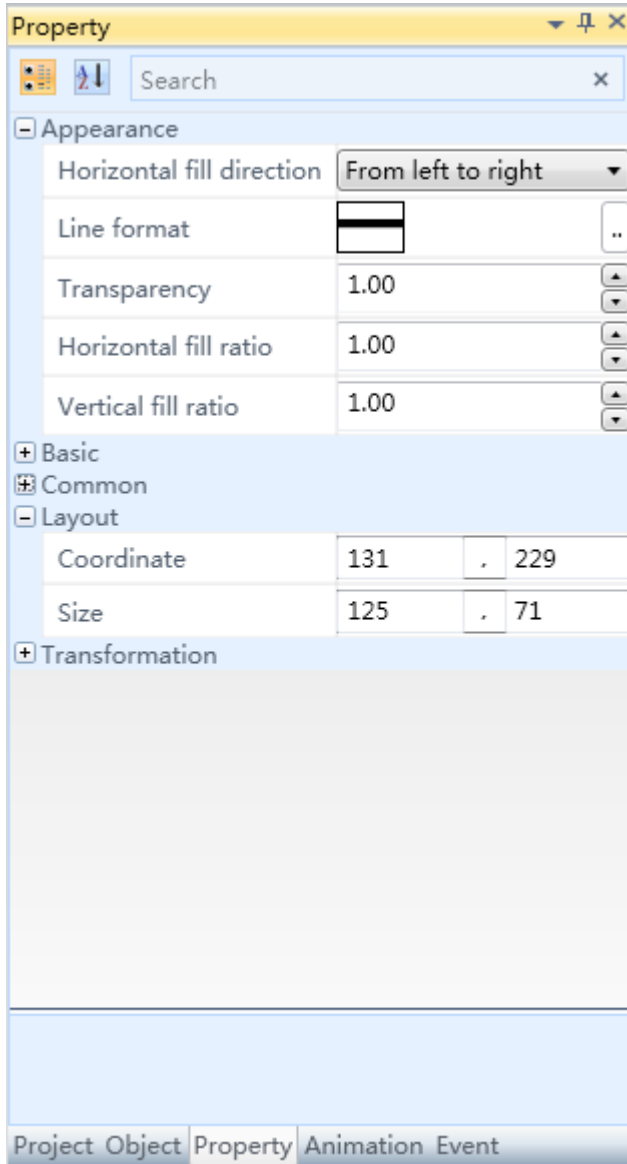 Property
Search
Appearance
Horizontal fill direction From left to right
Line format ..
Transparency 1.00
Horizontal fill ratio 1.00
Vertical fill ratio 1.00
Basic
Common
Layout
Coordinate 131 , 229
Size 125 , 71
Transformation
Project Object Property Animation Event